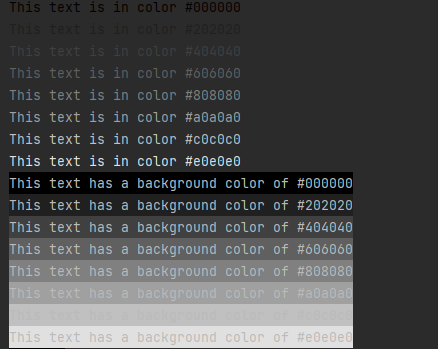 This text is in color #000000
This text is in color #202020
This text is in color #404040
This text is in color #606060
This text is in color #808080
This text is in color #a0a0a0
This text is in color #c0c0c0
This text is in color #e0e0e0
This text has a background color of #000000
This text has a background color of #202020
This text has a background color of #404040
This text has a background color of #606060
This text has a background color of #808080
This text has a background color of #a0a0a0
This text has a background color of #c0c0c0
This text has a background color of #e0e0e0